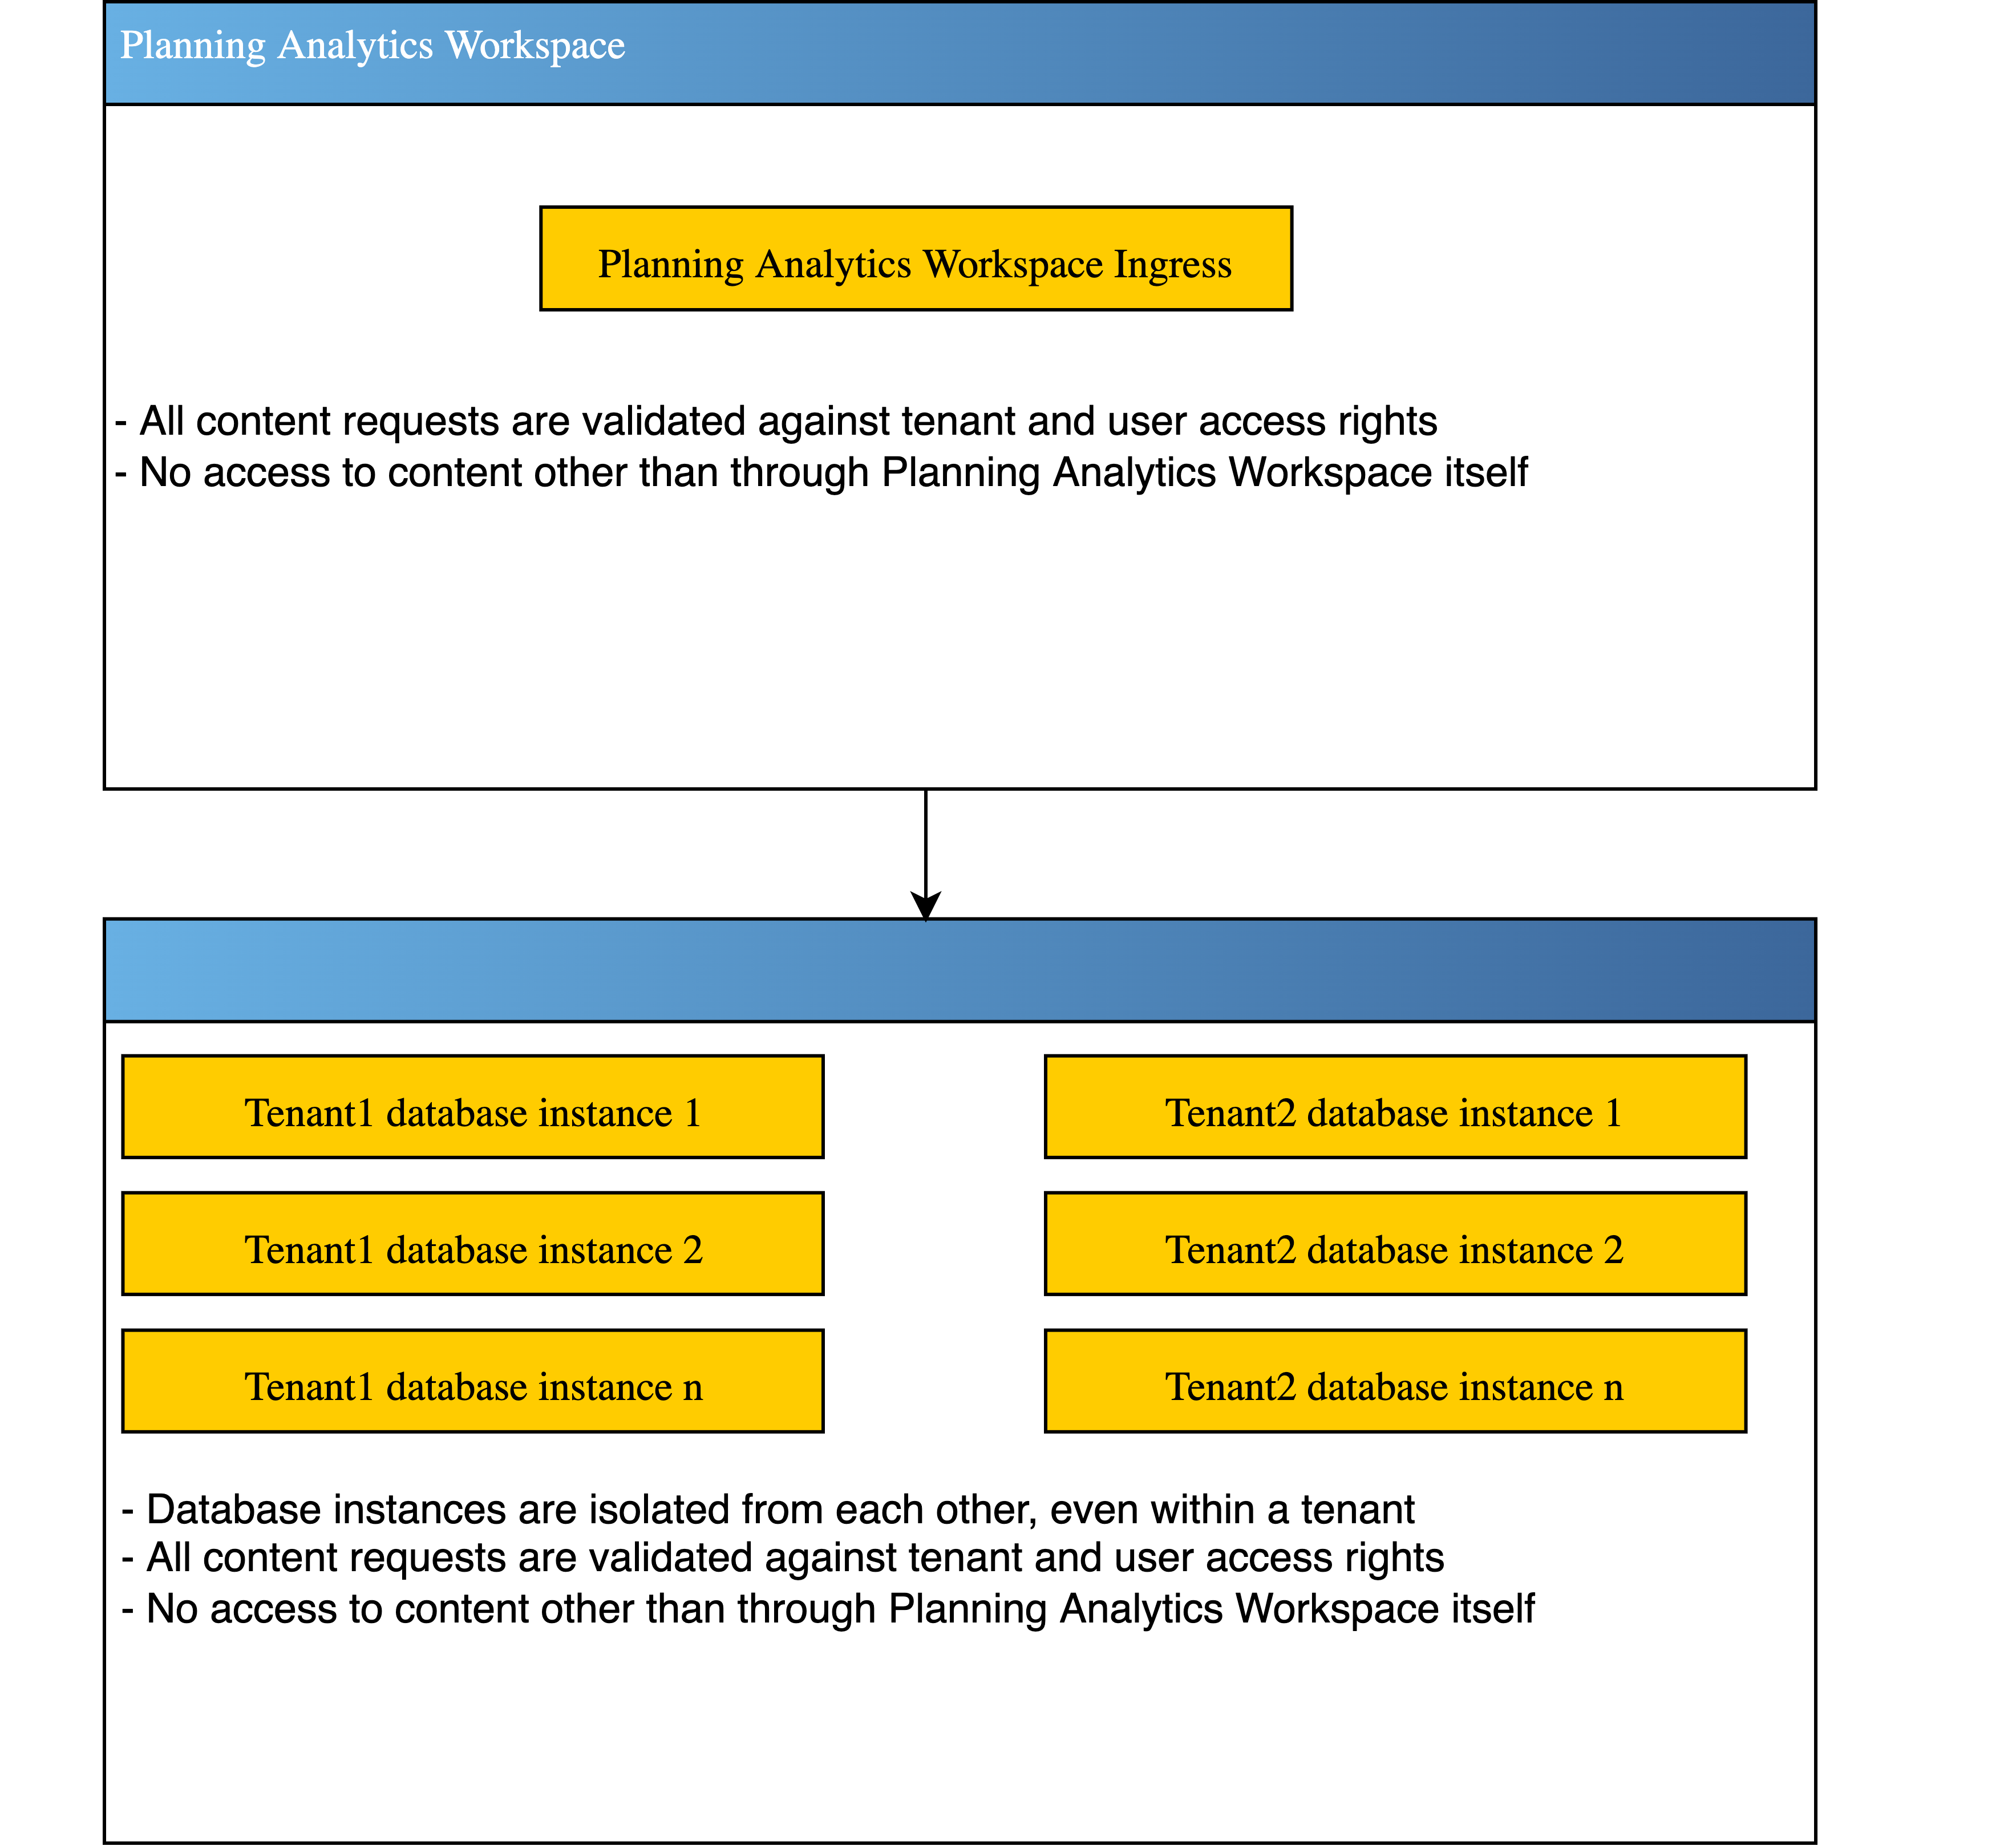 Planning Analytics Workspace
Planning Analytics Workspace Ingress
- All content requests are validated against tenant and user access rights
- No access to content other than through Planning Analytics Workspace itself
Tenant1 database instance 1
Tenant2 database instance 1
Tenant1 database instance 2
Tenant2 database instance 2
Tenant1 database instance n
Tenant2 database instance n
- Database instances are isolated from each other, even within a tenant
- All content requests are validated against tenant and user access rights
- No access to content other than through Planning Analytics Workspace itself